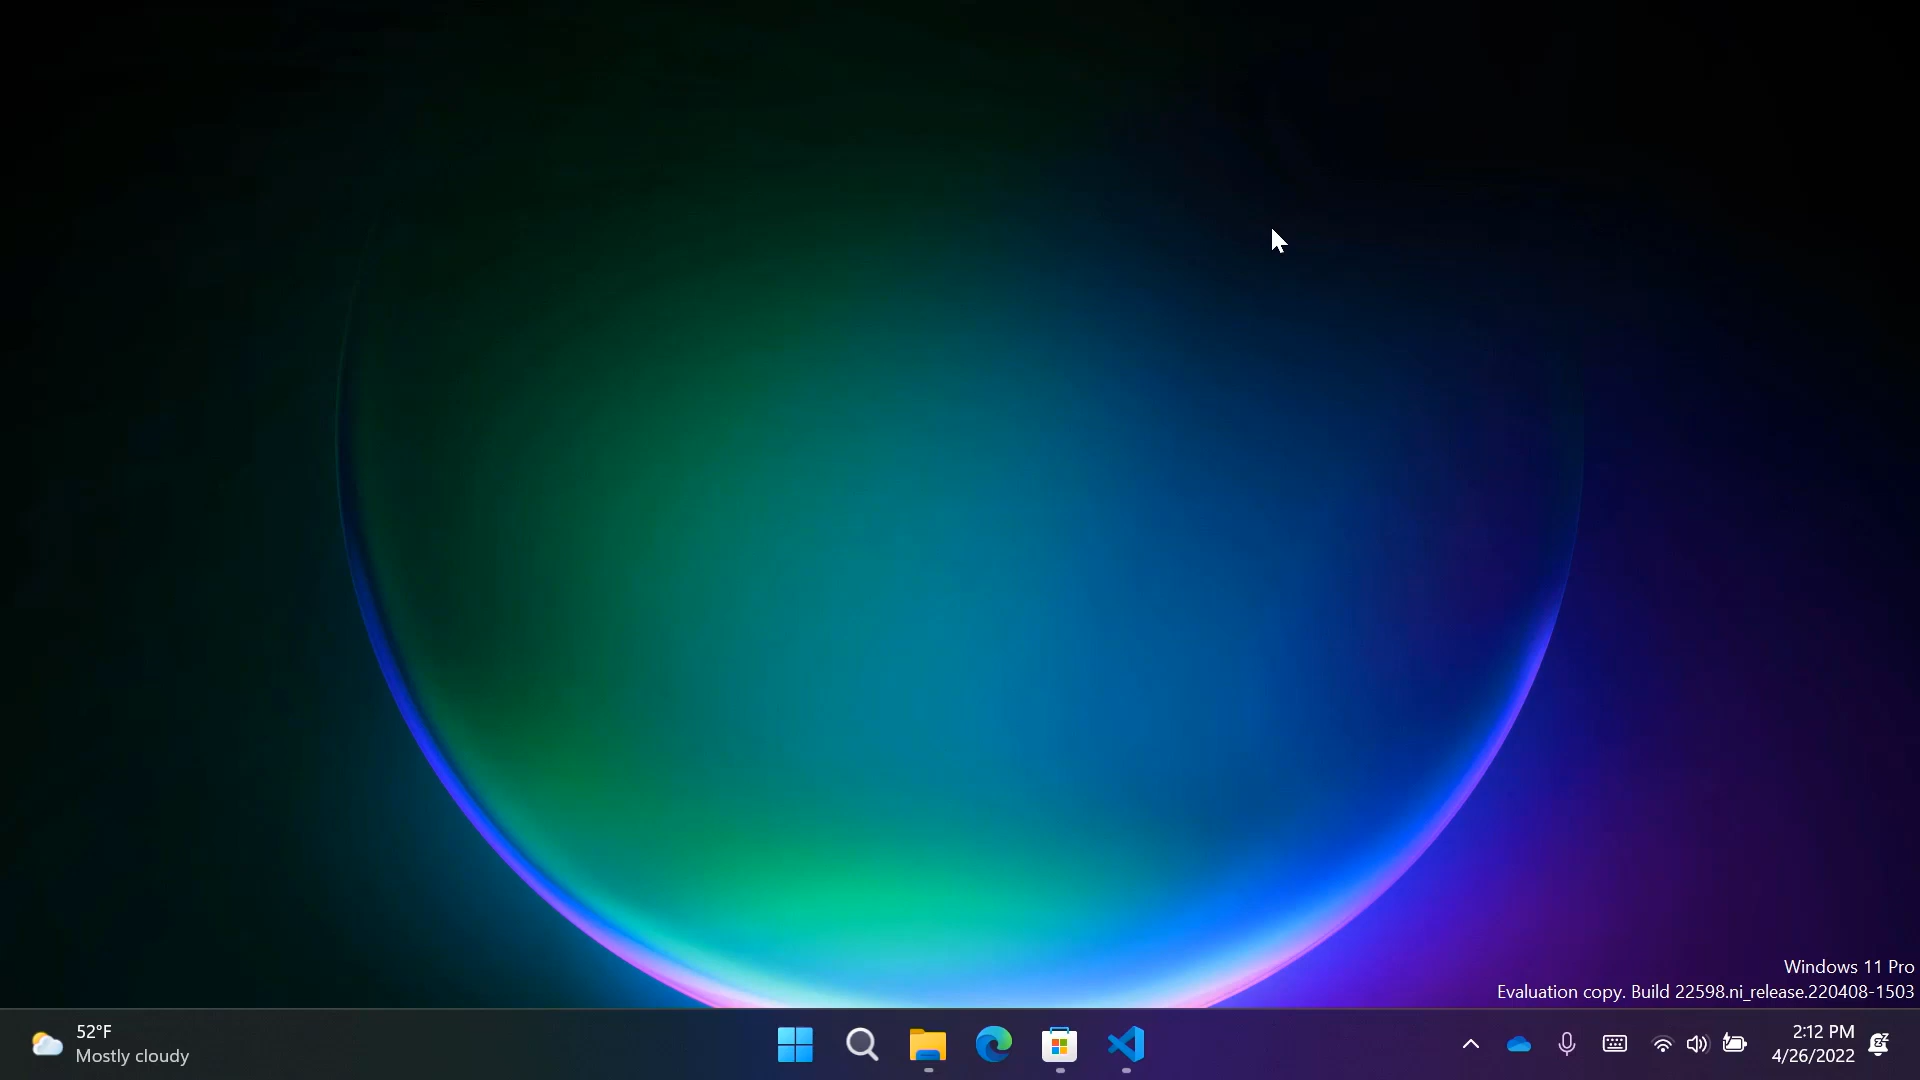 Windows 11 Pro
Evaluation copy. Build 22598.ni_release.220408-1503
52°F
Mostly cloudy
2:12 PM
4/26/2022